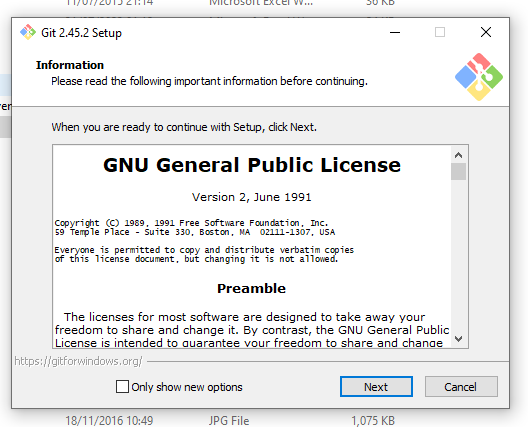 11/07/2015 21:14 Microsoft Excel W... 36 KB
Git 2.45.2 Setup
Information
Please read the following important information before continuing.
When you are ready to continue with Setup, click Next.
GNU General Public License
Version 2, June 1991
Copyright (C) 1989, 1991 Free Software Foundation, Inc.
59 Temple Place - Suite 330, Boston, MA 02111-1307, USA
Everyone is permitted to copy and distribute verbatim copies
of this license document, but changing it is not allowed.
Preamble
The licenses for most software are designed to take away your
freedom to share and change it. By contrast, the GNU General Public
License is intended to guarantee your freedom to share and change
https://gitforwindows.org/
Only show new options
Next
Cancel
18/11/2016 10:49 JPG File 1,075 KB